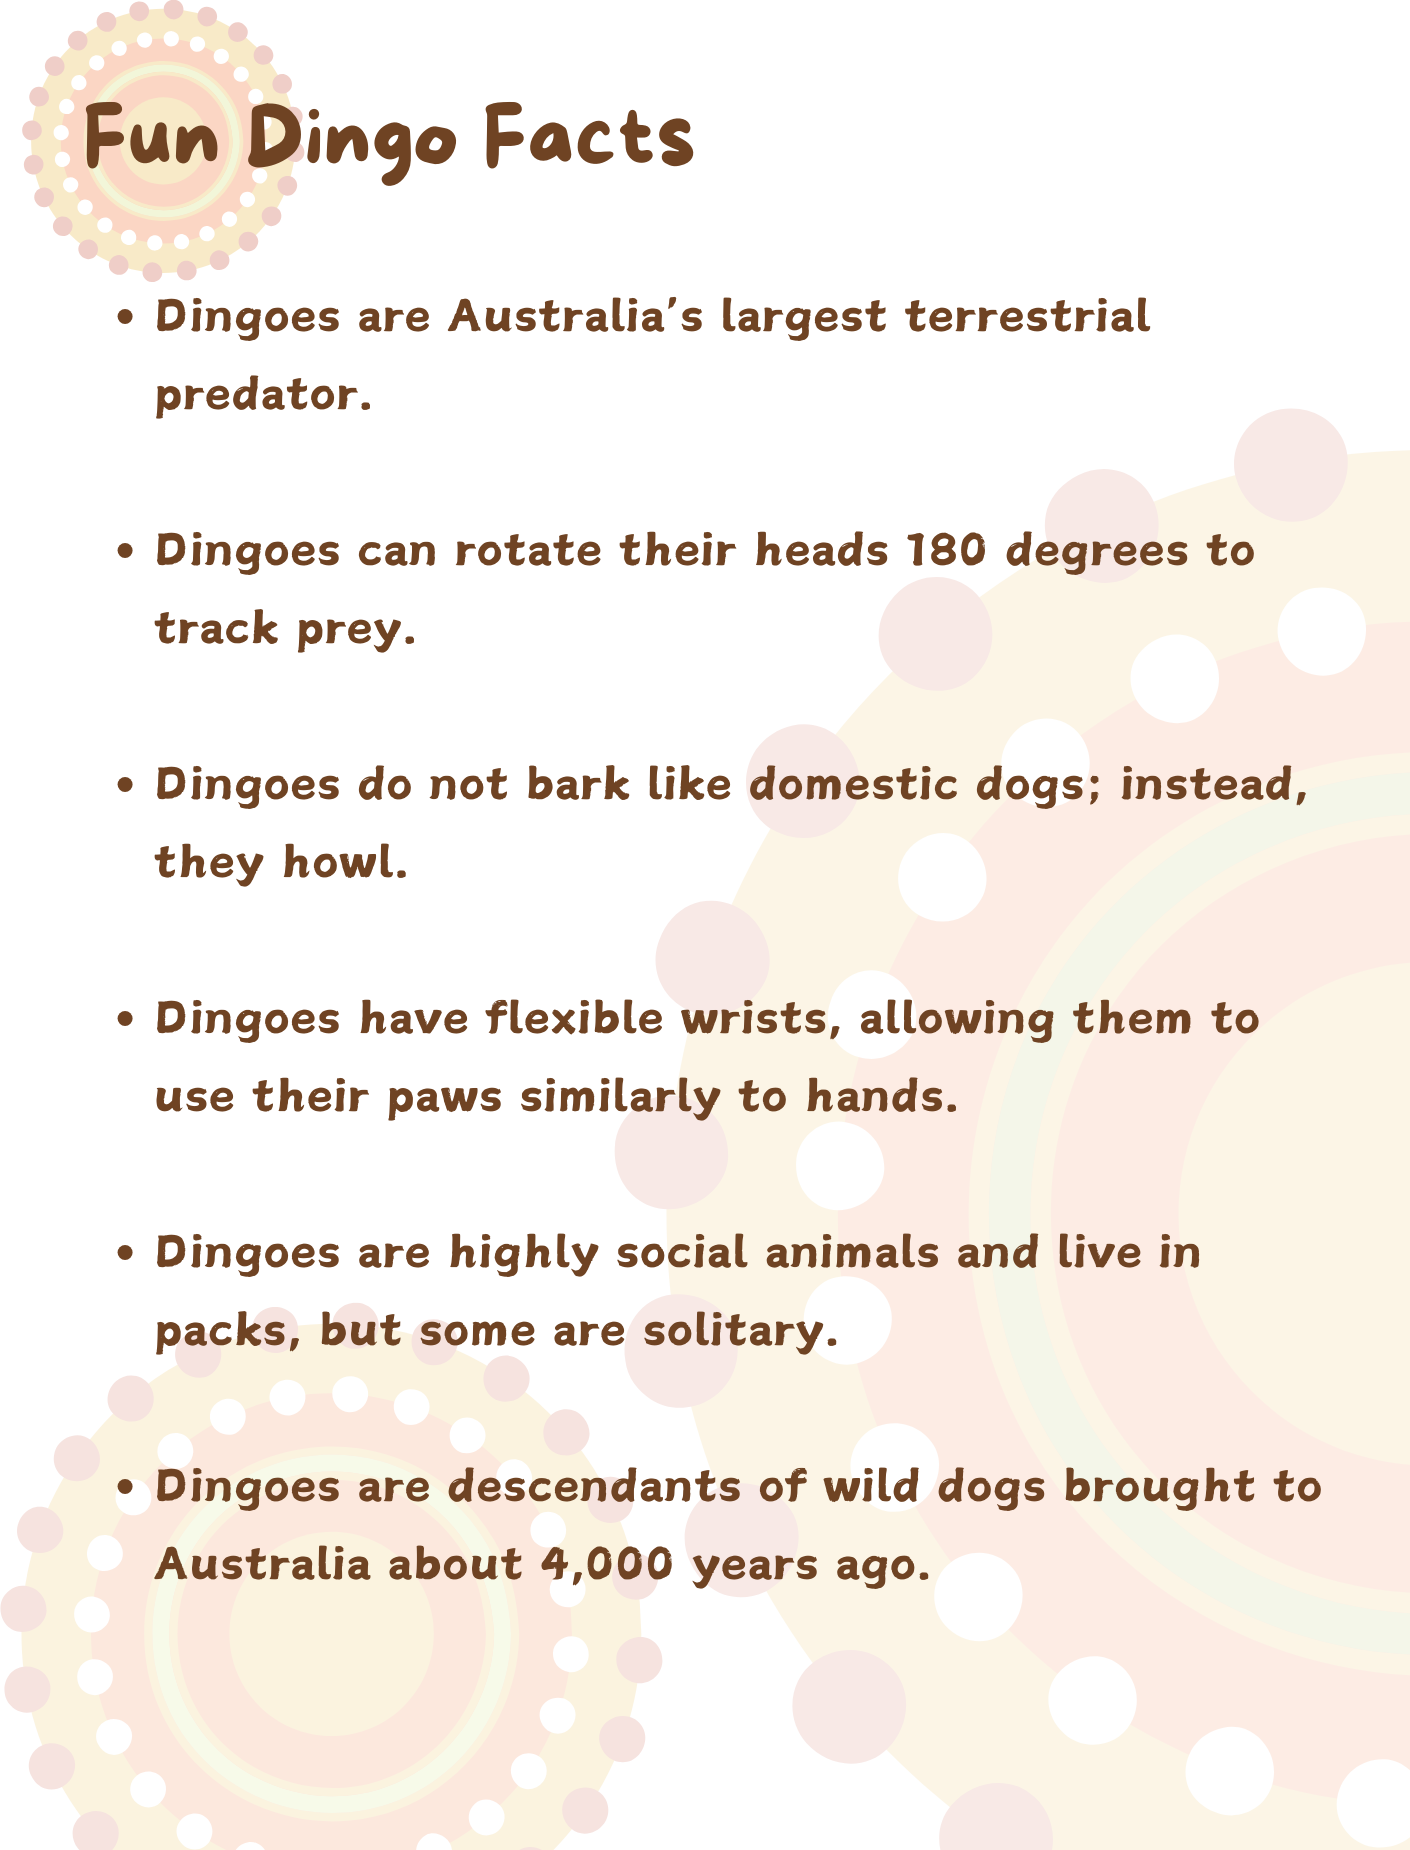 Fun Dingo Facts
• Dingoes are Australia's largest terrestrial
predator.
• Dingoes can rotate their heads 180 degrees to
track prey.
• Dingoes do not bark like domestic dogs; instead,
they howl.
• Dingoes have flexible wrists, allowing them to
use their paws similarly to hands.
• Dingoes are highly social animals and live in
packs, but some are solitary.
• Dingoes are descendants of wild dogs brought to
Australia about 4,000 years ago.